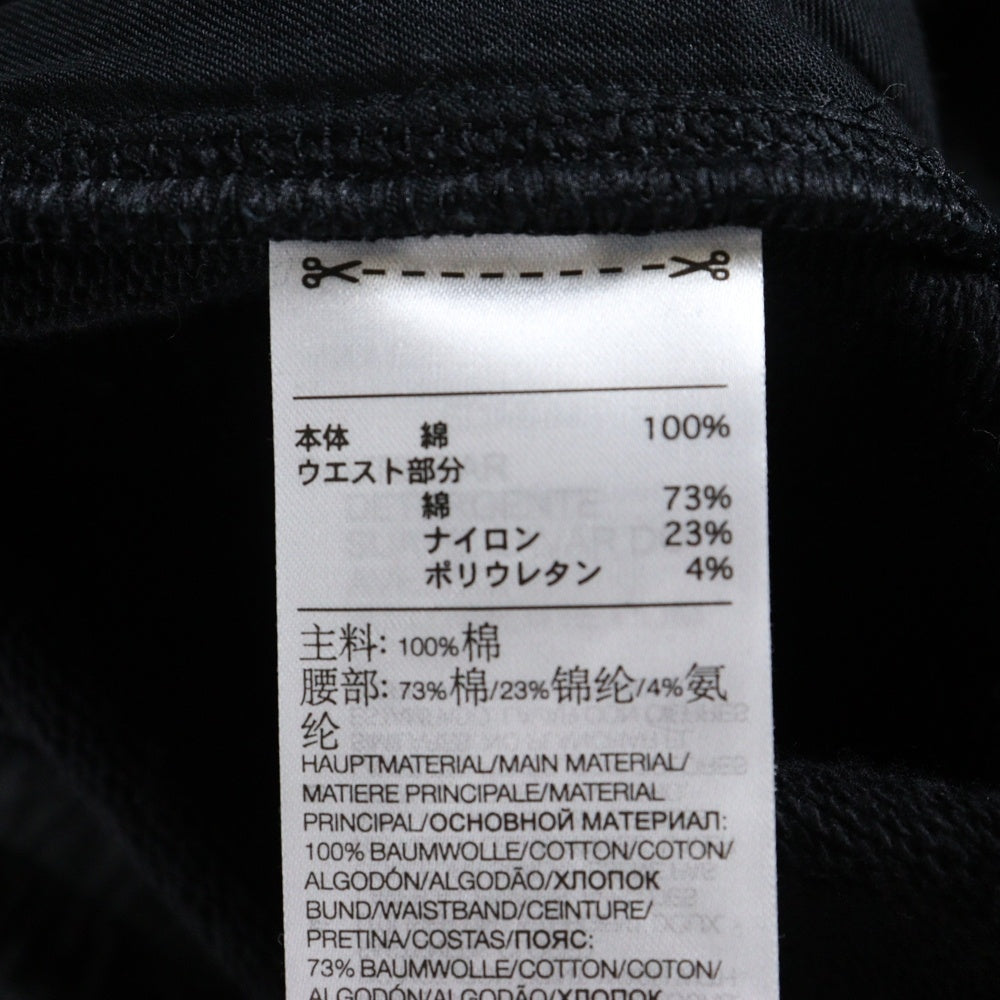 本体 綿 100%
ウエスト部分
綿 73%
ナイロン 23%
ポリウレタン 4%
主料: 100%棉
腰部: 73%棉/23%锦纶/4%氨
纶
HAUPTMATERIAL/MAIN MATERIAL/
MATIERE PRINCIPALE/MATERIAL
PRINCIPAL/ОСНОВНОЙ МАТЕРИАЛ:
100% BAUMWOLLE/COTTON/COTON/
ALGODÓN/ALGODÃO/ХЛОПОК
BUND/WAISTBAND/CEINTURE/
PRETINA/COSTAS/ПОЯС:
73% BAUMWOLLE/COTTON/COTON/
ALGODÓN/ALGODÃO/ХЛОПОК